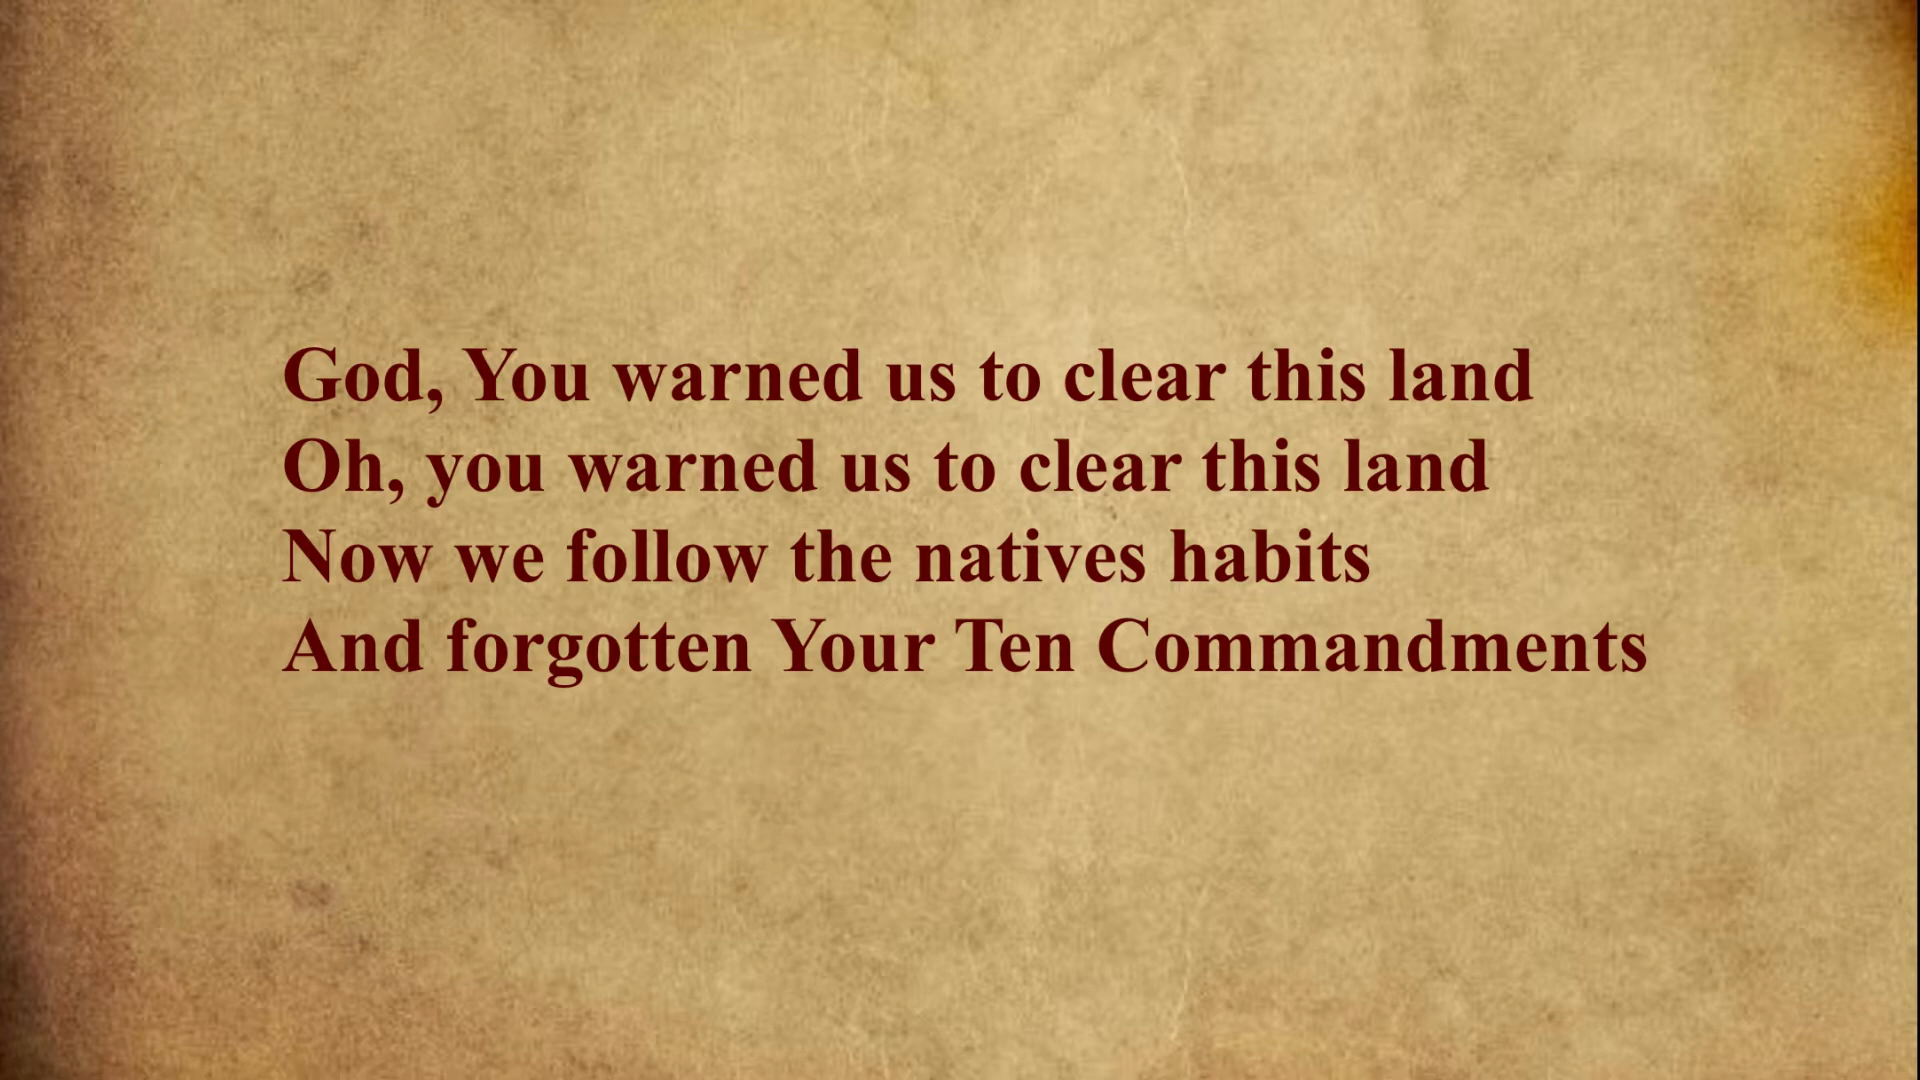 God, You warned us to clear this land
Oh, you warned us to clear this land
Now we follow the natives habits
And forgotten Your Ten Commandments